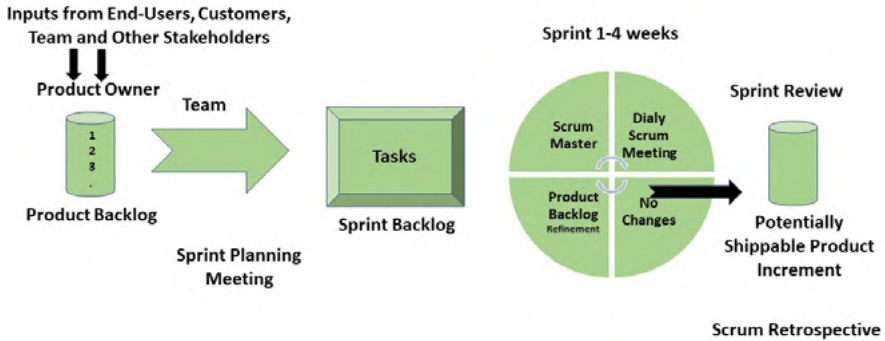 Inputs from End-Users, Customers,
Team and Other Stakeholders
Product Owner
1
2
3
.
Product Backlog
Team
Sprint Planning
Meeting
Tasks
Sprint Backlog
Sprint 1-4 weeks
Scrum
Master
Dialy
Scrum
Meeting
Product
Backlog
Refinement
No
Changes
Sprint Review
Potentially
Shippable Product
Increment
Scrum Retrospective